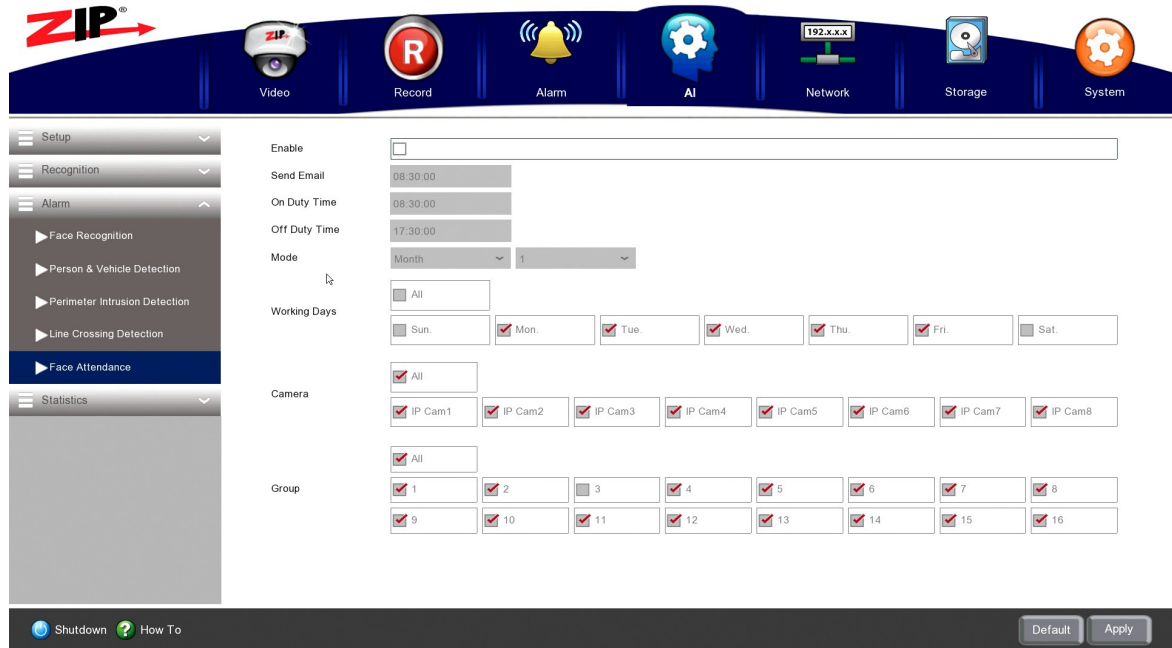 ZIP®
ZIP
R
192.x.x.x
Video Record Alarm AI Network Storage System
Setup
Recognition
Alarm
Face Recognition
Person & Vehicle Detection
Perimeter Intrusion Detection
Line Crossing Detection
Face Attendance
Statistics
Enable
Send Email 08:30:00
On Duty Time 08:30:00
Off Duty Time 17:30:00
Mode Month 1
All
Working Days
Sun. Mon. Tue. Wed. Thu. Fri. Sat.
All
Camera
IP Cam1 IP Cam2 IP Cam3 IP Cam4 IP Cam5 IP Cam6 IP Cam7 IP Cam8
All
Group 1 2 3 4 5 6 7 8
9 10 11 12 13 14 15 16
Shutdown ? How To Default Apply